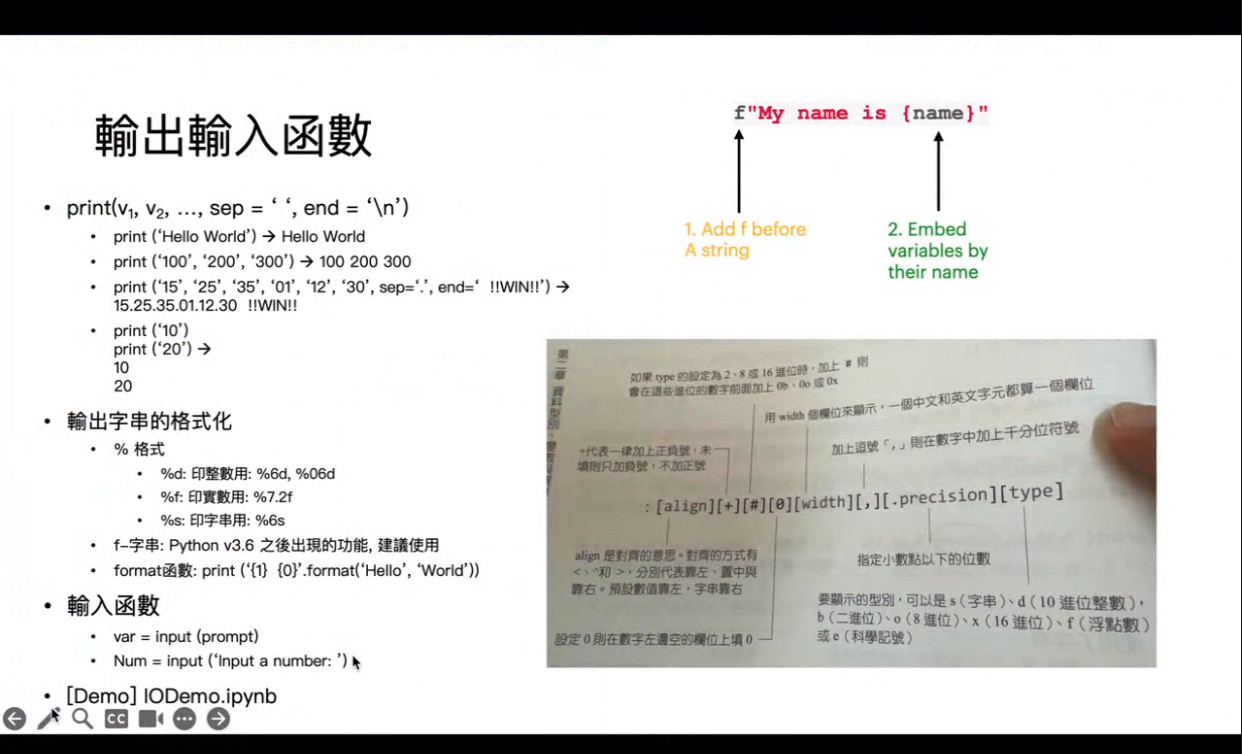 輸出輸入函數
• print(v₁, v₂, …, sep = ‘ ‘, end = ‘\n’)
• print (‘Hello World’) → Hello World
• print (‘100’, ‘200’, ‘300’) → 100 200 300
• print (‘15’, ‘25’, ‘35’, ‘01’, ‘12’, ‘30’, sep=‘.’, end=‘ !!WIN!!’) →
15.25.35.01.12.30 !!WIN!!
• print (‘10’)
print (‘20’) →
10
20
• 輸出字串的格式化
• % 格式
• %d: 印整數用: %6d, %06d
• %f: 印實數用: %7.2f
• %s: 印字串用: %6s
• f-字串: Python v3.6 之後出現的功能, 建議使用
• format函數: print (‘{1} {0}’.format(‘Hello’, ‘World’))
• 輸入函數
• var = input (prompt)
• Num = input (‘Input a number: ’)
• [Demo] IODemo.ipynb
f"My name is {name}"
1. Add f before
A string
2. Embed
variables by
their name
第二章 資料型別、變數與
如果 type 的設定為 2、8 或 16 進位時，加上 # 則
會在這些進位的數字前面加上 0b、0o 或 0x
用 width 個欄位來顯示，一個中文和英文字元都算一個欄位
+代表一律加上正負號，未
填則只加負號，不加正號
加上逗號「,」則在數字中加上千分位符號
:[align][+][#][0][width][,][.precision][type]
align 是對齊的意思。對齊的方式有
<、^和 >，分別代表靠左、置中與
靠右。預設數值靠左，字串靠右
指定小數點以下的位數
要顯示的型別，可以是 s（字串）、d（10 進位整數），
b（二進位）、o（8 進位）、x（16 進位）、f（浮點數）
或 e（科學記號）
設定 0 則在數字左邊空的欄位上填 0
CC